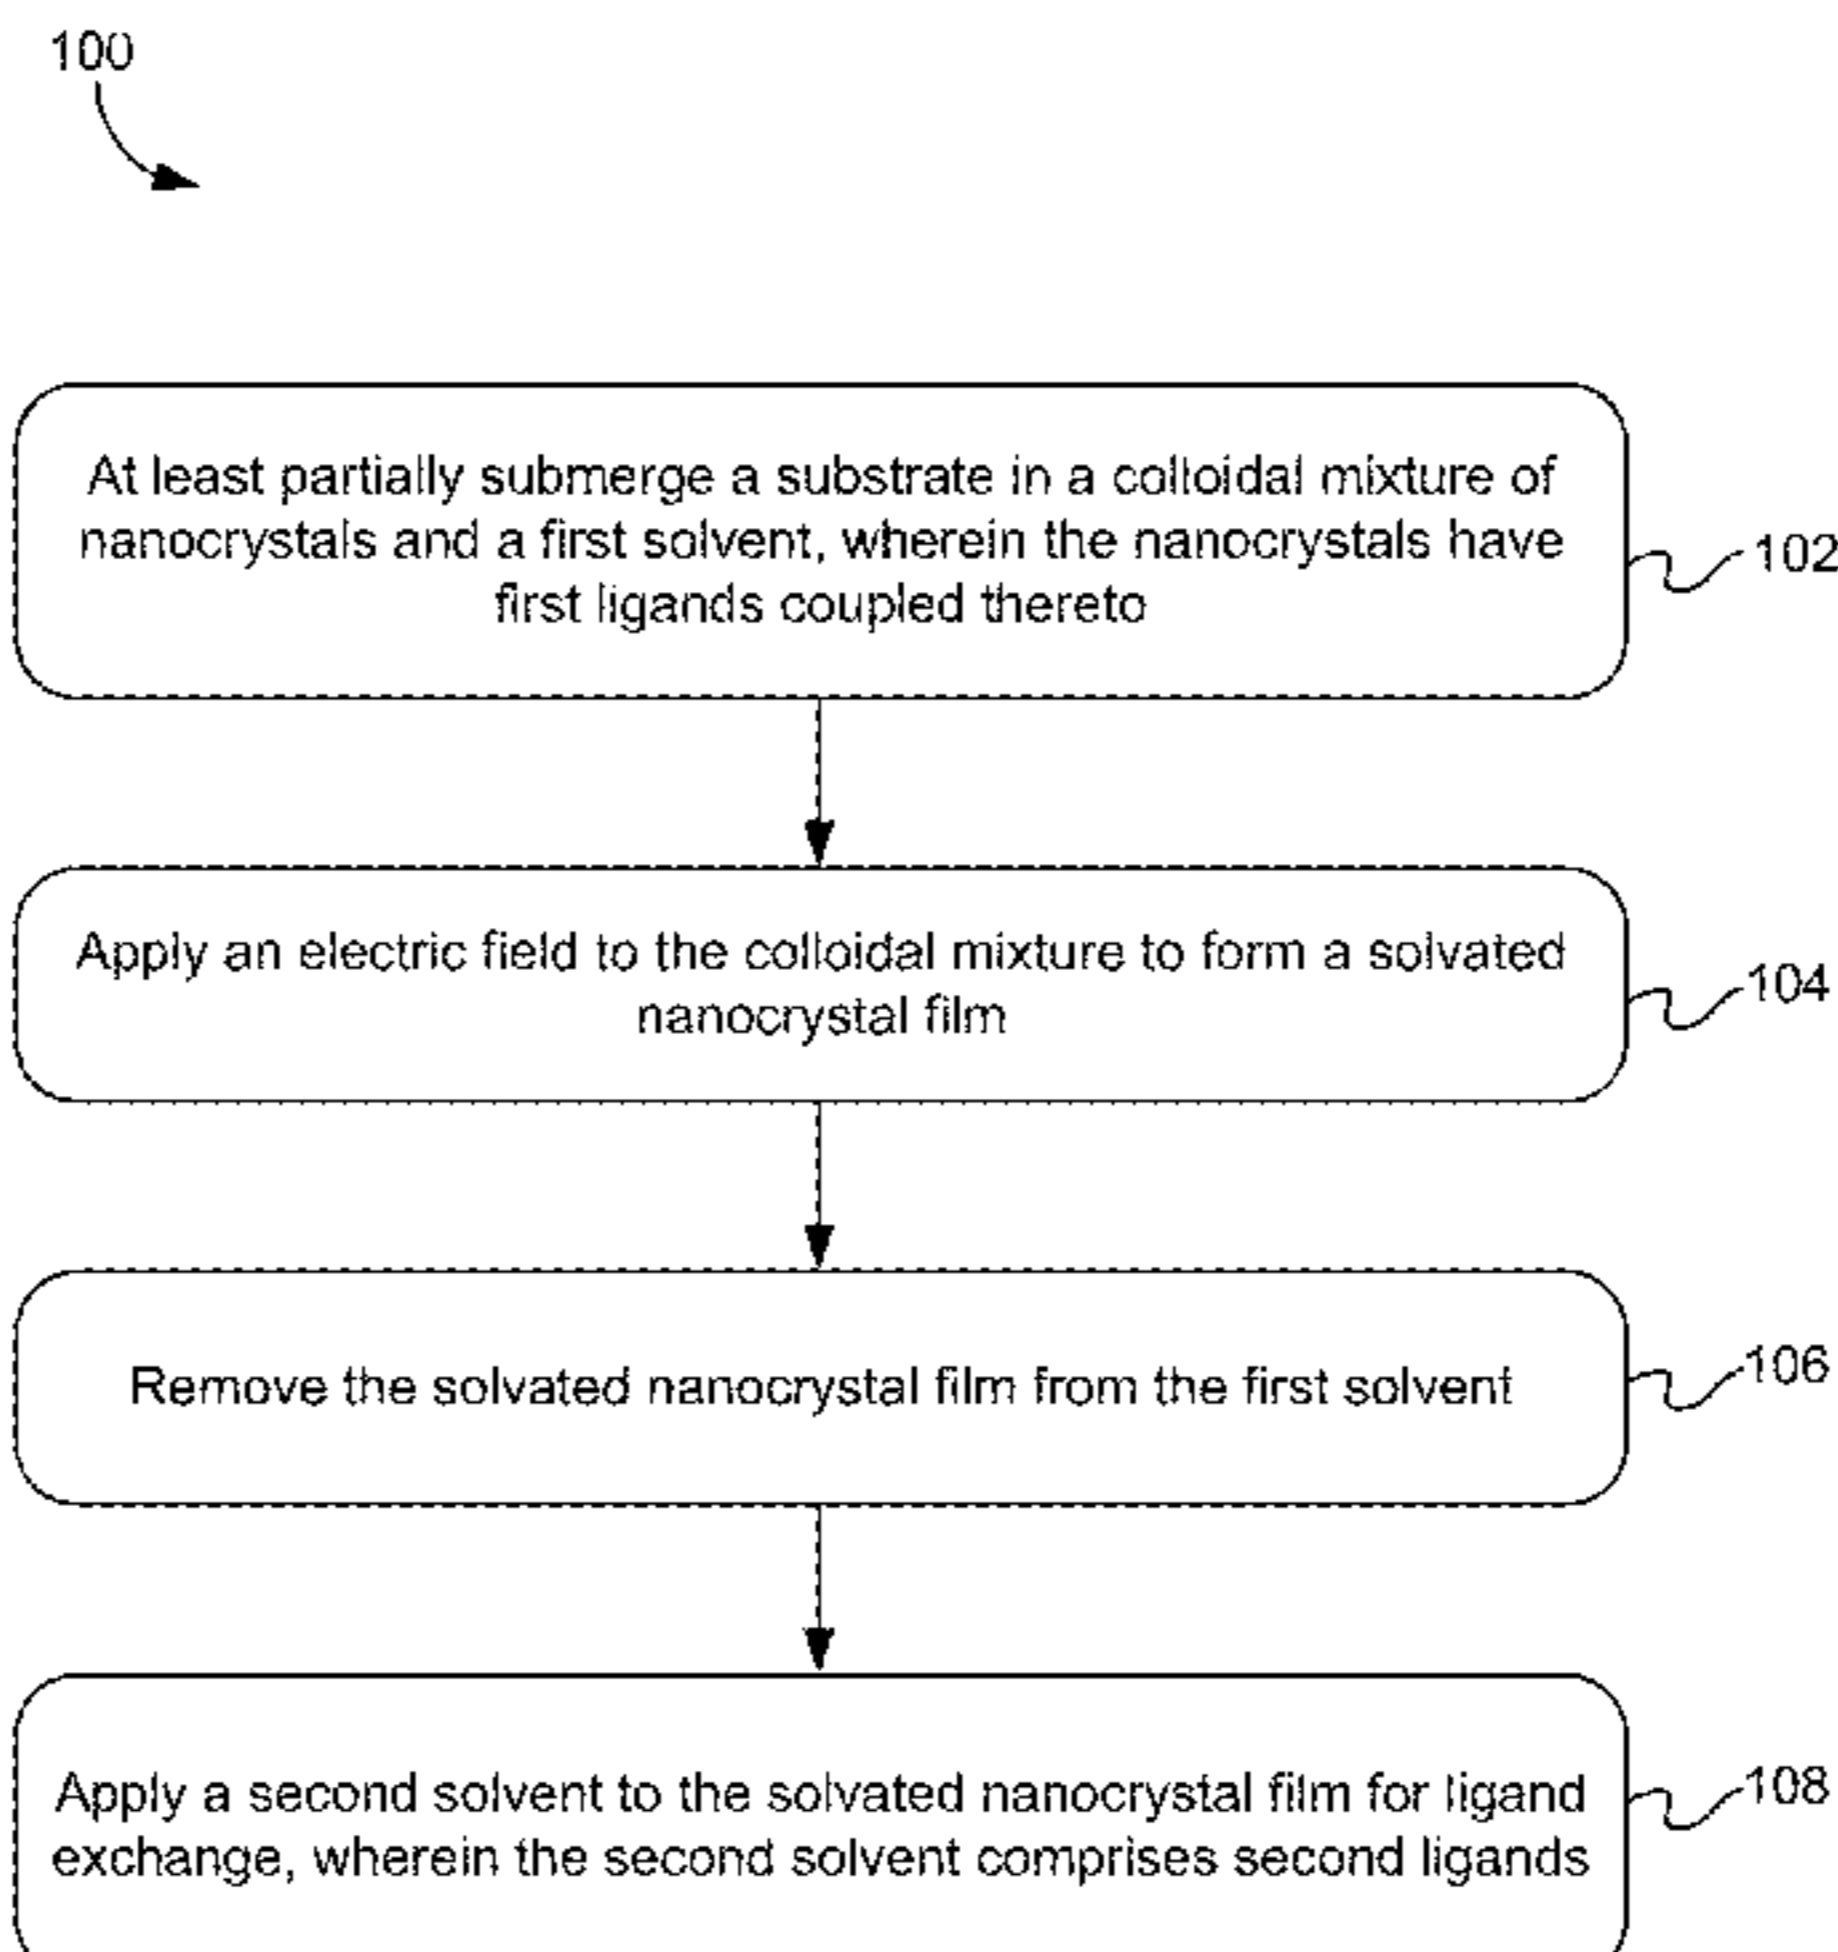 100
At least partially submerge a substrate in a colloidal mixture of
nanocrystals and a first solvent, wherein the nanocrystals have
first ligands coupled thereto
102
Apply an electric field to the colloidal mixture to form a solvated
nanocrystal film
104
Remove the solvated nanocrystal film from the first solvent
106
Apply a second solvent to the solvated nanocrystal film for ligand
exchange, wherein the second solvent comprises second ligands
108